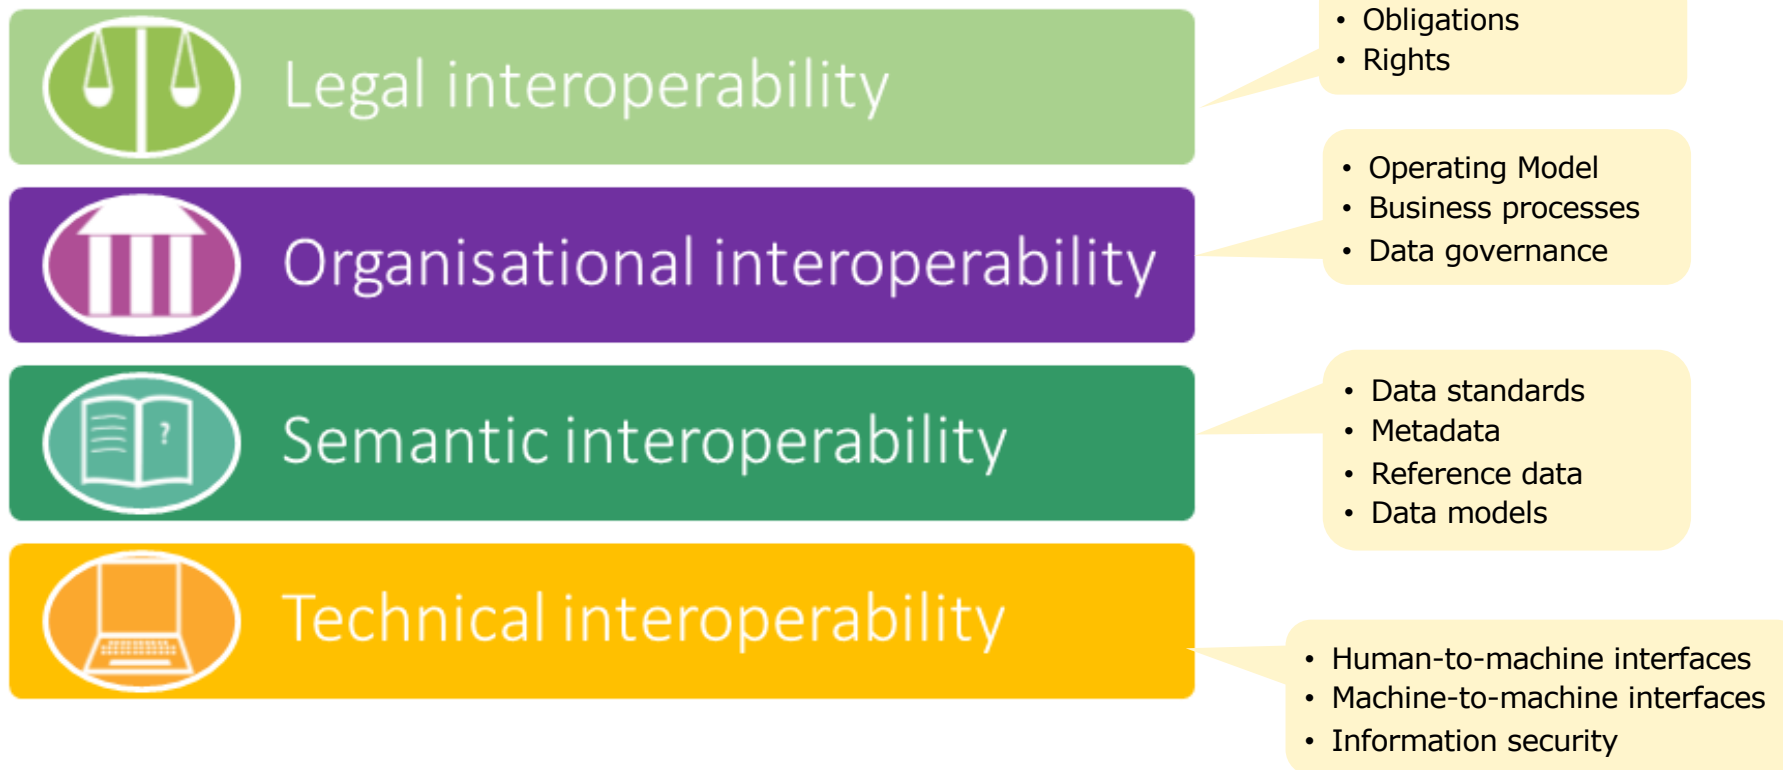 Legal interoperability
• Obligations
• Rights
Organisational interoperability
• Operating Model
• Business processes
• Data governance
Semantic interoperability
?
• Data standards
• Metadata
• Reference data
• Data models
Technical interoperability
• Human-to-machine interfaces
• Machine-to-machine interfaces
• Information security